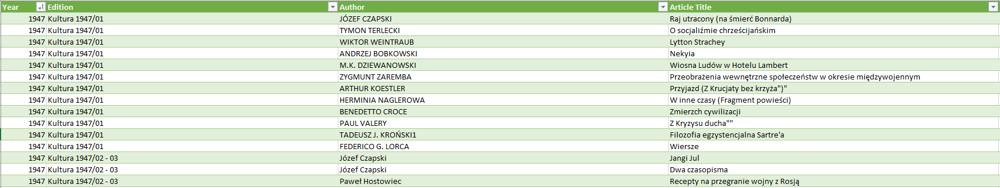 Year Edition Author Article Title
1947 Kultura 1947/01 JÓZEF CZAPSKI Raj utracony (na śmierć Bonnarda)
1947 Kultura 1947/01 TYMON TERLECKI O socjaliźmie chrześcijańskim
1947 Kultura 1947/01 WIKTOR WEINTRAUB Lytton Strachey
1947 Kultura 1947/01 ANDRZEJ BOBKOWSKI Nekyia
1947 Kultura 1947/01 M.K. DZIEWANOWSKI Wiosna Ludów w Hotelu Lambert
1947 Kultura 1947/01 ZYGMUNT ZAREMBA Przeobrażenia wewnętrzne społeczeństw w okresie międzywojennym
1947 Kultura 1947/01 ARTHUR KOESTLER Przyjazd (Z Krucjaty bez krzyża")"
1947 Kultura 1947/01 HERMINIA NAGLEROWA W inne czasy (Fragment powieści)
1947 Kultura 1947/01 BENEDETTO CROCE Zmierzch cywilizacji
1947 Kultura 1947/01 PAUL VALERY Z Kryzysu ducha""
1947 Kultura 1947/01 TADEUSZ J. KROŃSKI1 Filozofia egzystencjalna Sartre'a
1947 Kultura 1947/01 FEDERICO G. LORCA Wiersze
1947 Kultura 1947/02 - 03 Józef Czapski Jangi Jul
1947 Kultura 1947/02 - 03 Józef Czapski Dwa czasopisma
1947 Kultura 1947/02 - 03 Paweł Hostowiec Recepty na przegranie wojny z Rosją